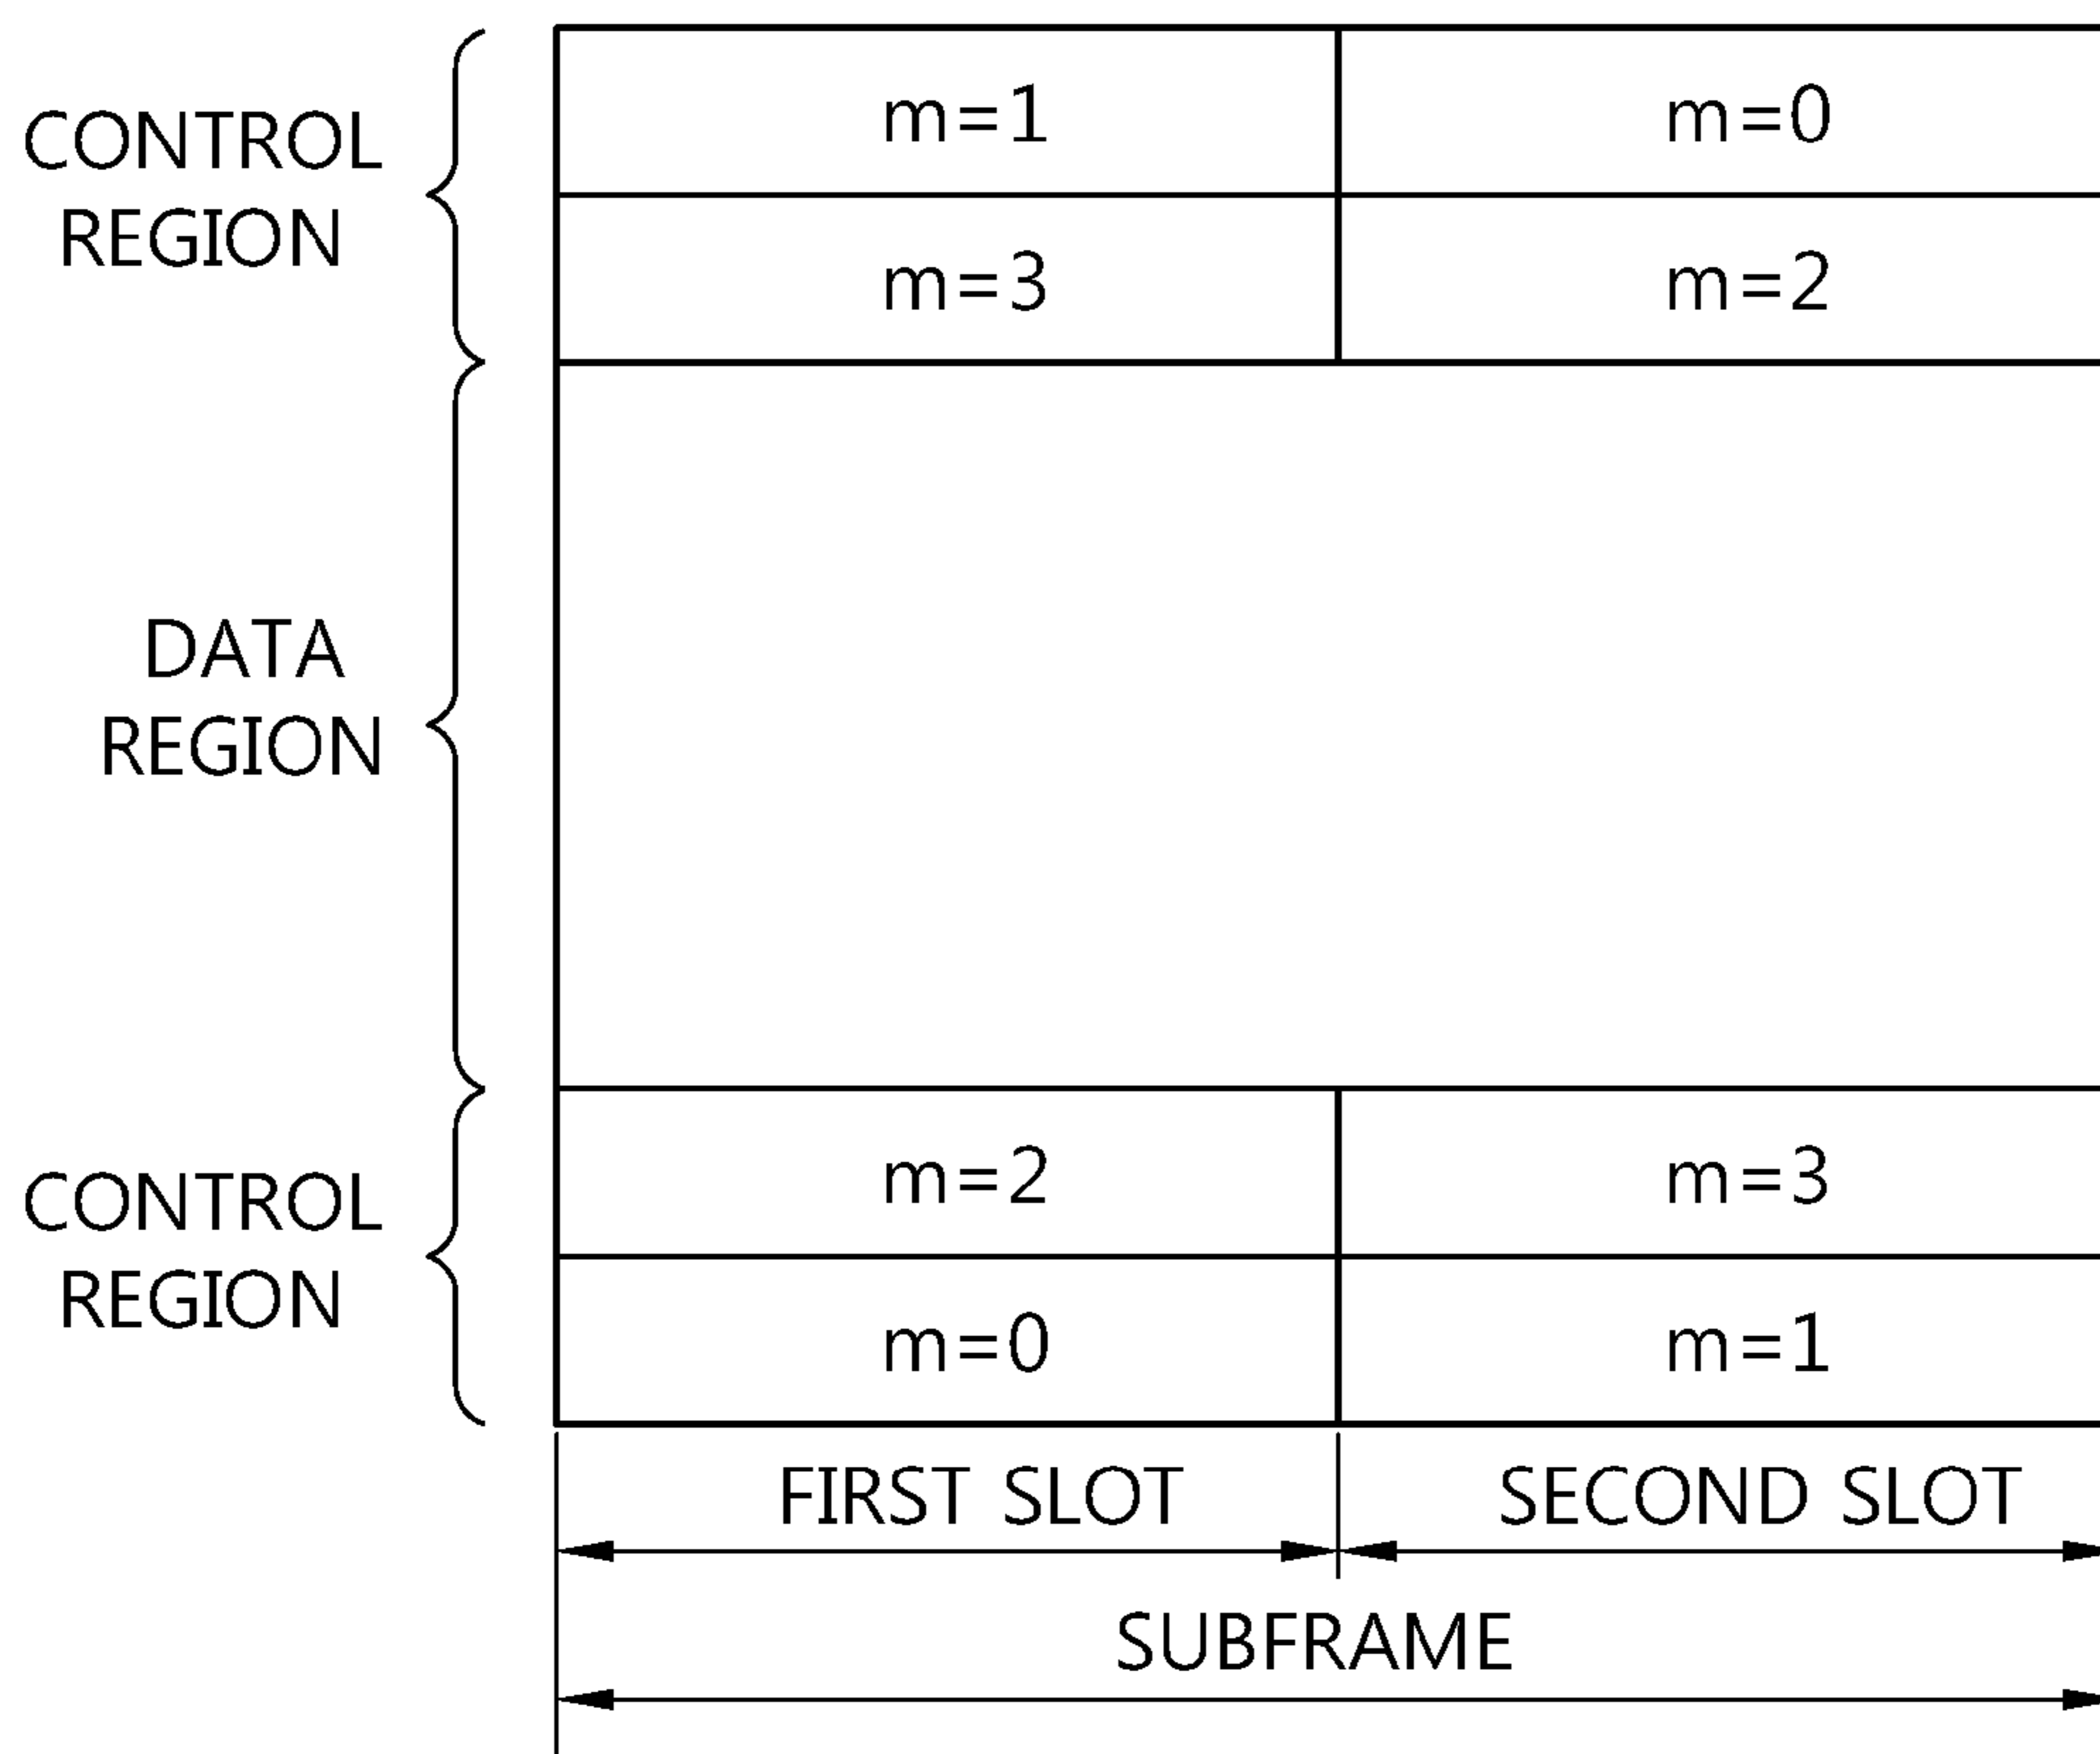 m=1 m=0
CONTROL
REGION
m=3 m=2
DATA
REGION
m=2 m=3
CONTROL
REGION
m=0 m=1
FIRST SLOT SECOND SLOT
SUBFRAME